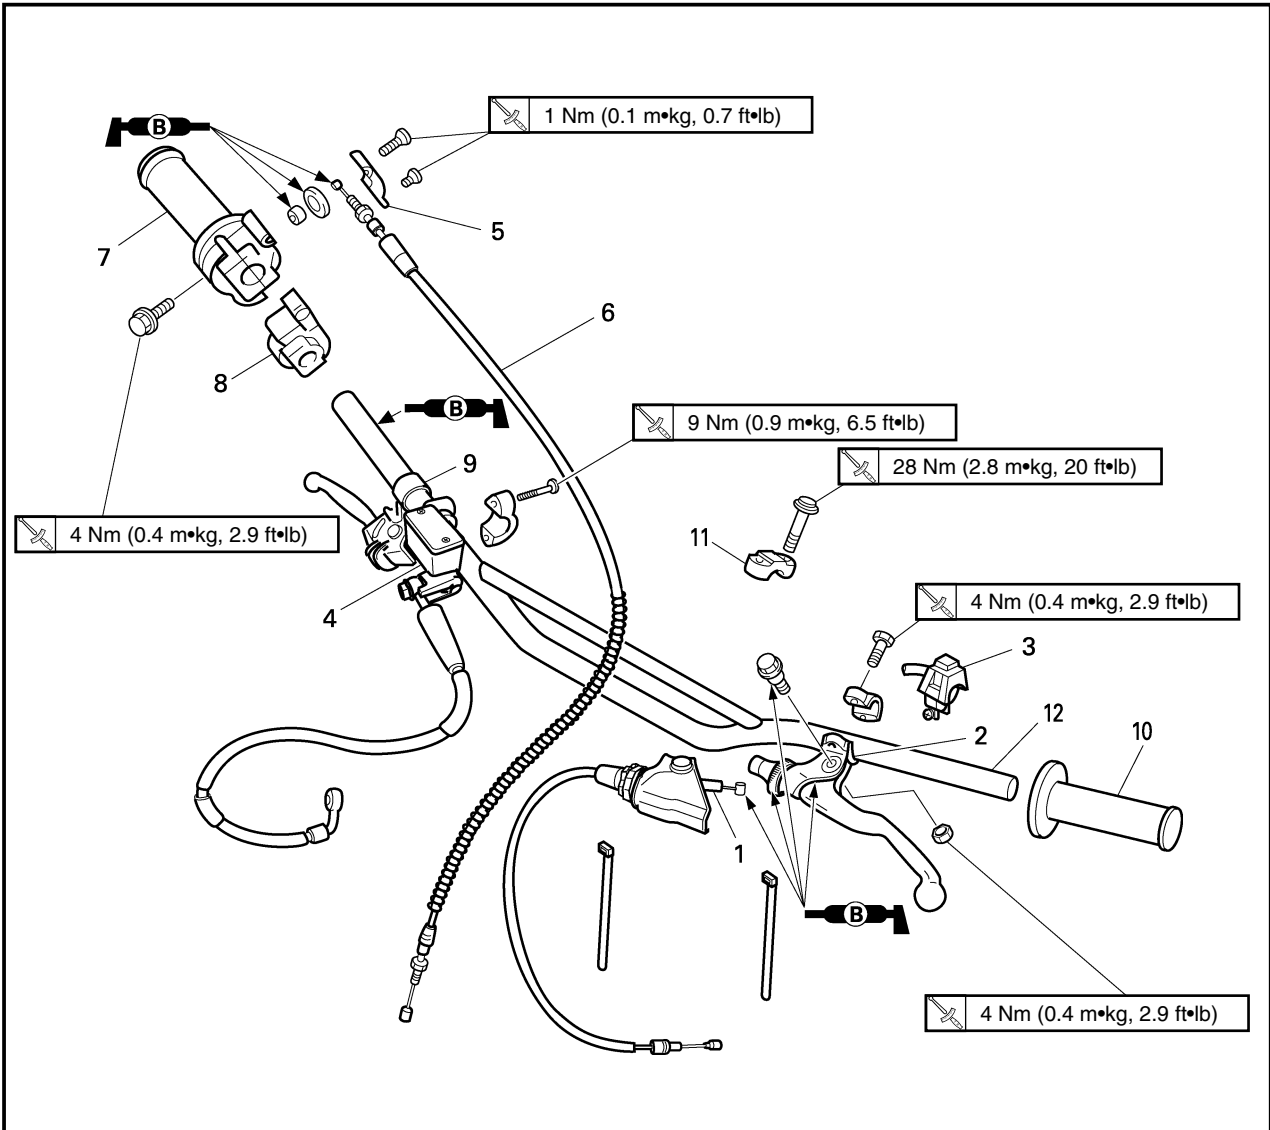 1 Nm (0.1 m•kg, 0.7 ft•lb)
B
5
7
6
8
B
9 Nm (0.9 m•kg, 6.5 ft•lb)
9
28 Nm (2.8 m•kg, 20 ft•lb)
4 Nm (0.4 m•kg, 2.9 ft•lb)
11
4 Nm (0.4 m•kg, 2.9 ft•lb)
4
3
12
2
10
1
B
4 Nm (0.4 m•kg, 2.9 ft•lb)